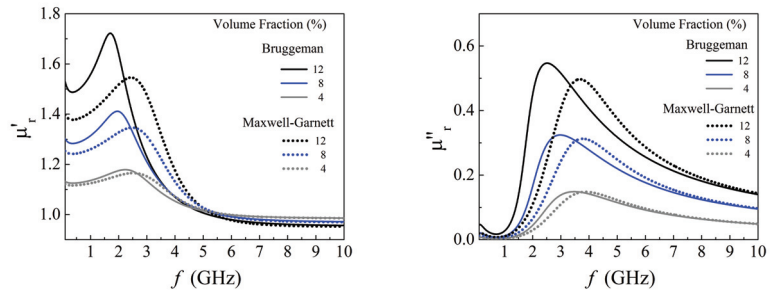 Volume Fraction (%)
Bruggeman
12
8
4
Maxwell-Garnett
12
8
4
1.8
1.6
1.4
1.2
1.0
μ'r
1 2 3 4 5 6 7 8 9 10
f (GHz)
Volume Fraction (%)
Bruggeman
12
8
4
Maxwell-Garnett
12
8
4
0.6
0.4
0.2
0.0
μ''r
1 2 3 4 5 6 7 8 9 10
f (GHz)